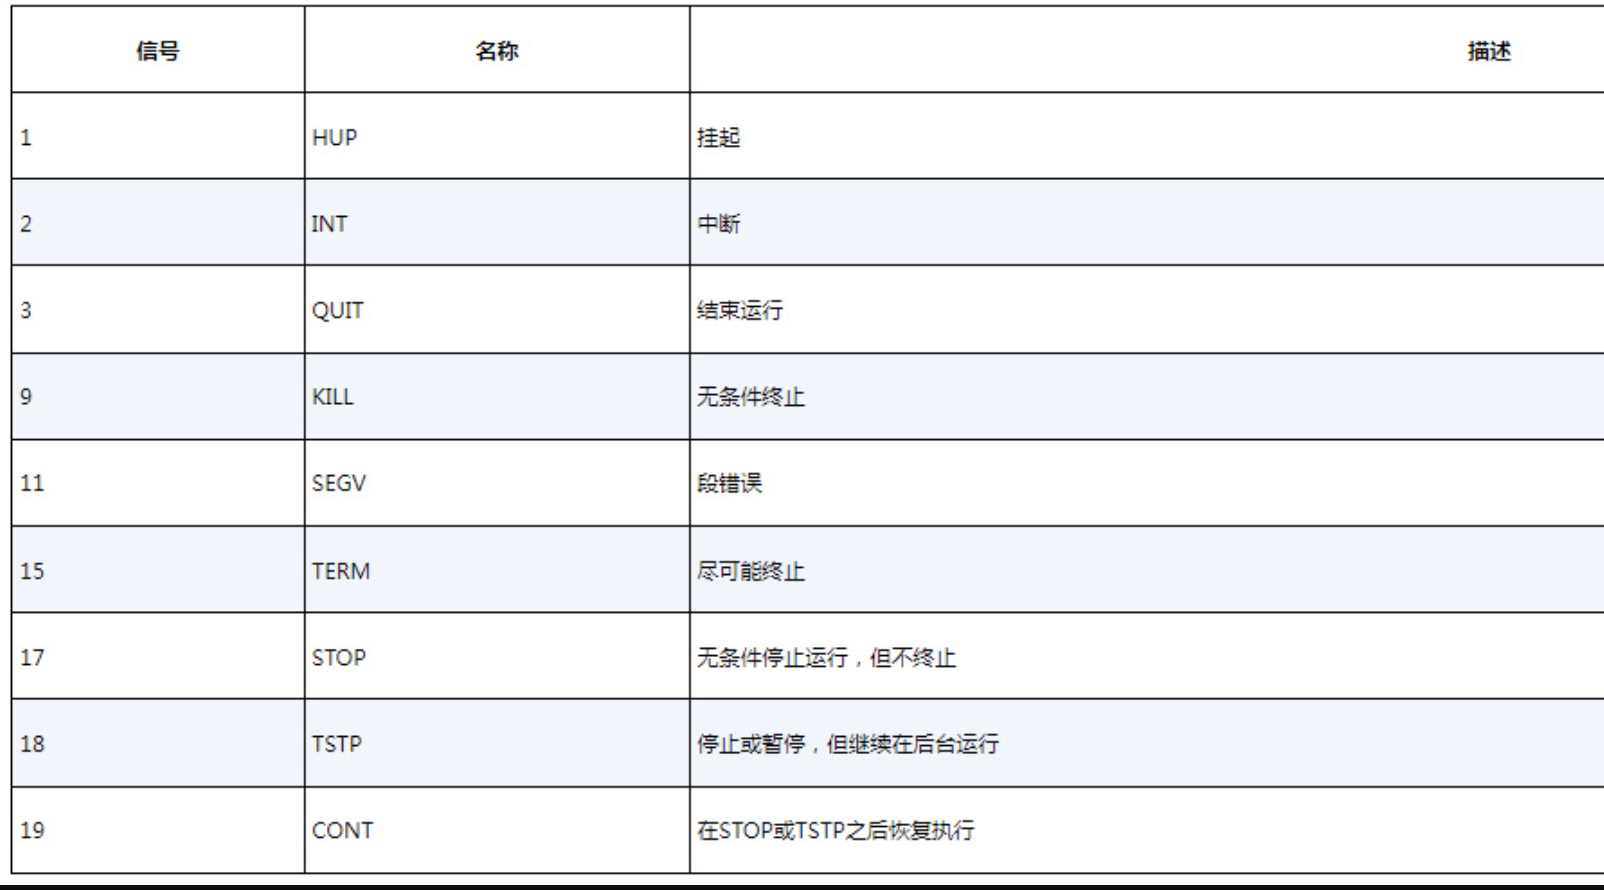 信号 名称 描述
1 HUP 挂起
2 INT 中断
3 QUIT 结束运行
9 KILL 无条件终止
11 SEGV 段错误
15 TERM 尽可能终止
17 STOP 无条件停止运行，但不终止
18 TSTP 停止或暂停，但继续在后台运行
19 CONT 在STOP或TSTP之后恢复执行